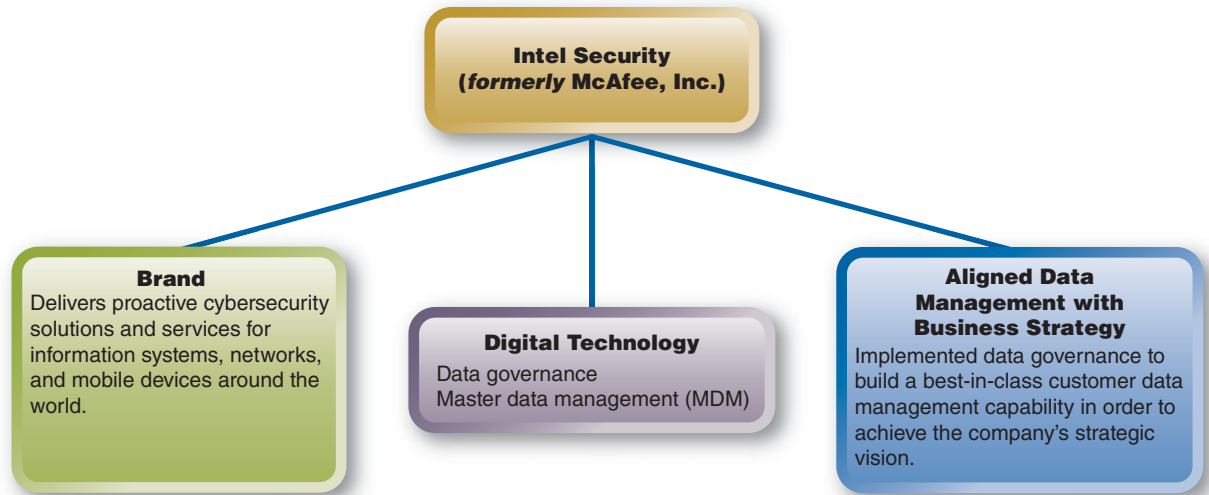 Intel Security
(formerly McAfee, Inc.)
Brand
Delivers proactive cybersecurity
solutions and services for
information systems, networks,
and mobile devices around the
world.
Digital Technology
Data governance
Master data management (MDM)
Aligned Data
Management with
Business Strategy
Implemented data governance to
build a best-in-class customer data
management capability in order to
achieve the company’s strategic
vision.